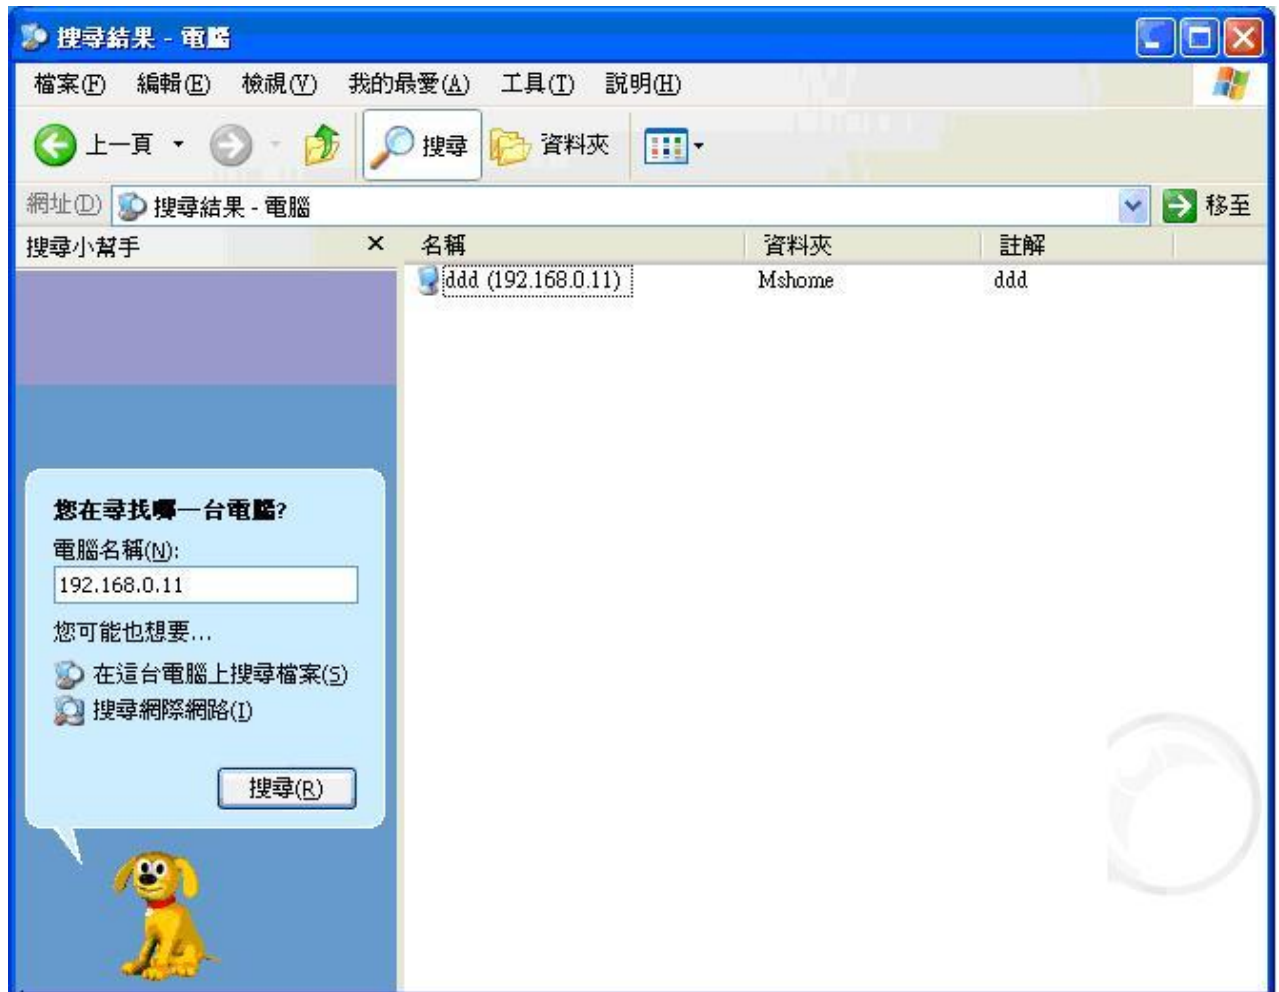 搜尋結果 - 電腦
檔案(F) 編輯(E) 檢視(V) 我的最愛(A) 工具(T) 說明(H)
上一頁 搜尋 資料夾
網址(D) 搜尋結果 - 電腦 移至
搜尋小幫手 名稱 資料夾 註解
ddd (192.168.0.11) Mshome ddd
您在尋找哪一台電腦?
電腦名稱(N):
192.168.0.11
您可能也想要...
在這台電腦上搜尋檔案(S)
搜尋網際網路(I)
搜尋(R)